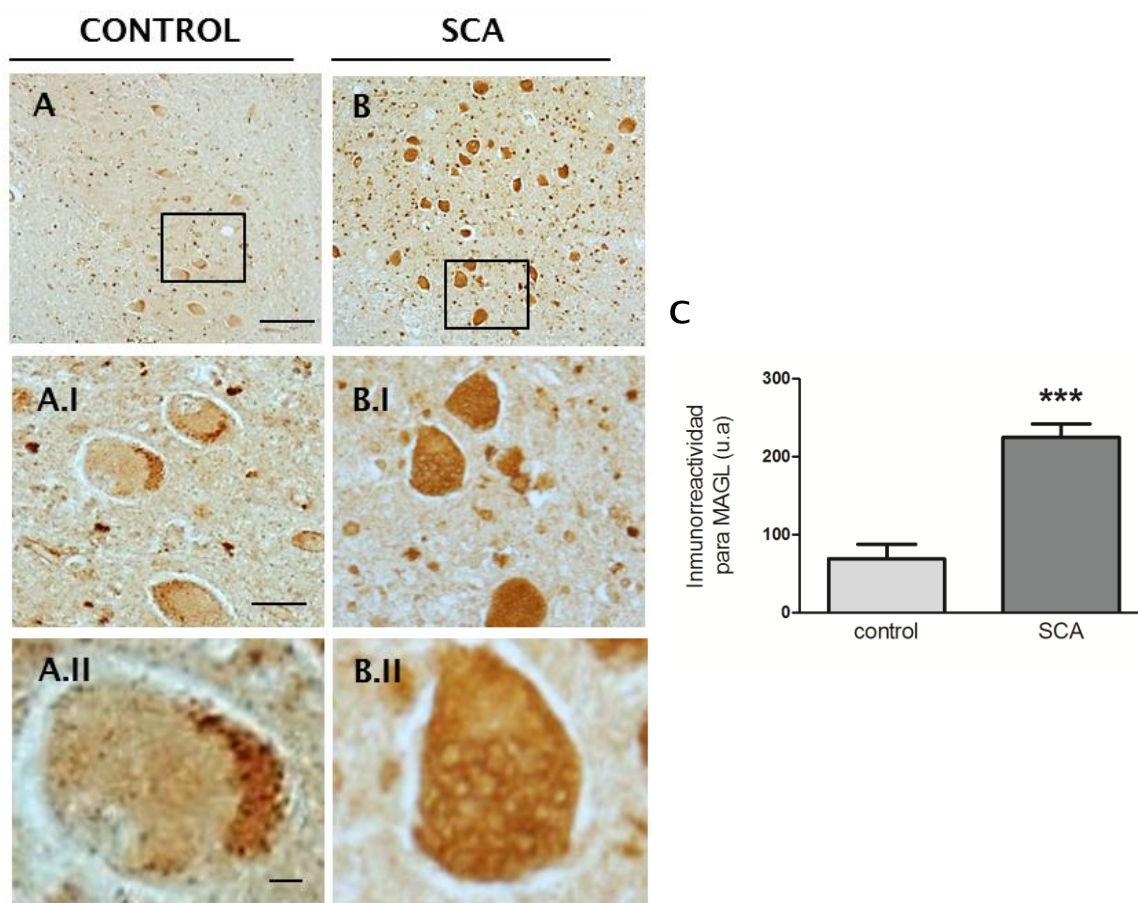 CONTROL
SCA
A
B
A.I
B.I
A.II
B.II
C
Inmunorreactividad
para MAGL (u.a)
300
200
100
0
***
control
SCA